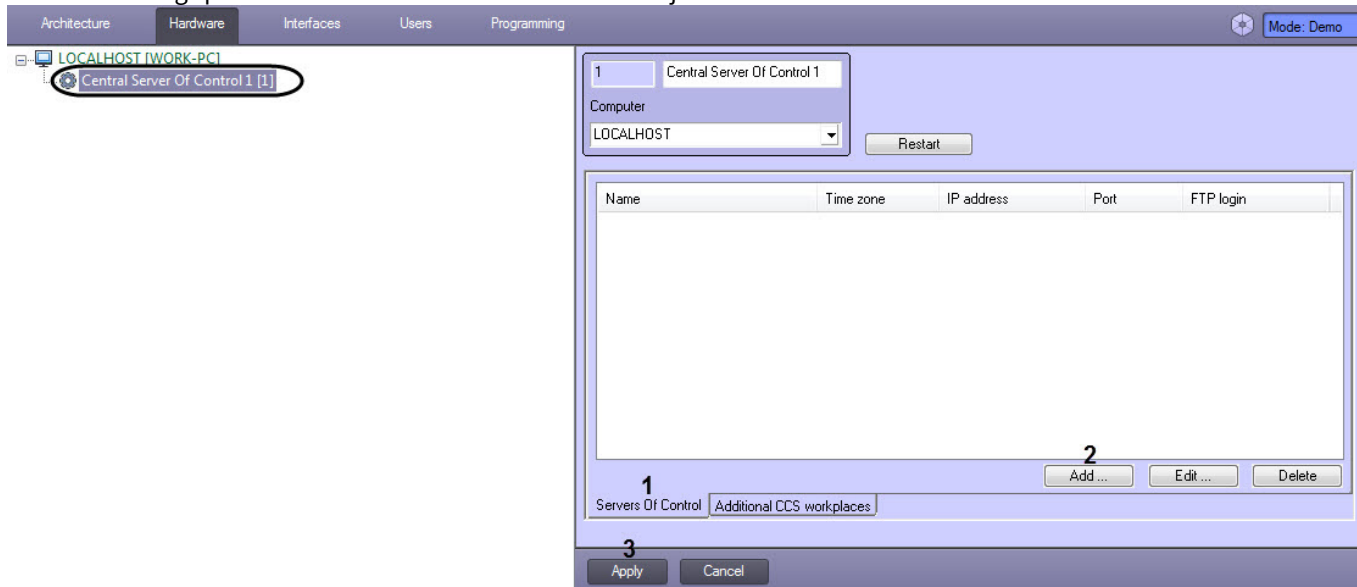 Architecture Hardware Interfaces Users Programming Mode: Demo
LOCALHOST [WORK-PC]
Central Server Of Control 1 [1]
1 Central Server Of Control 1
Computer
LOCALHOST
Restart
Name Time zone IP address Port FTP login
2
Add ... Edit ... Delete
1
Servers Of Control Additional CCS workplaces
3
Apply Cancel